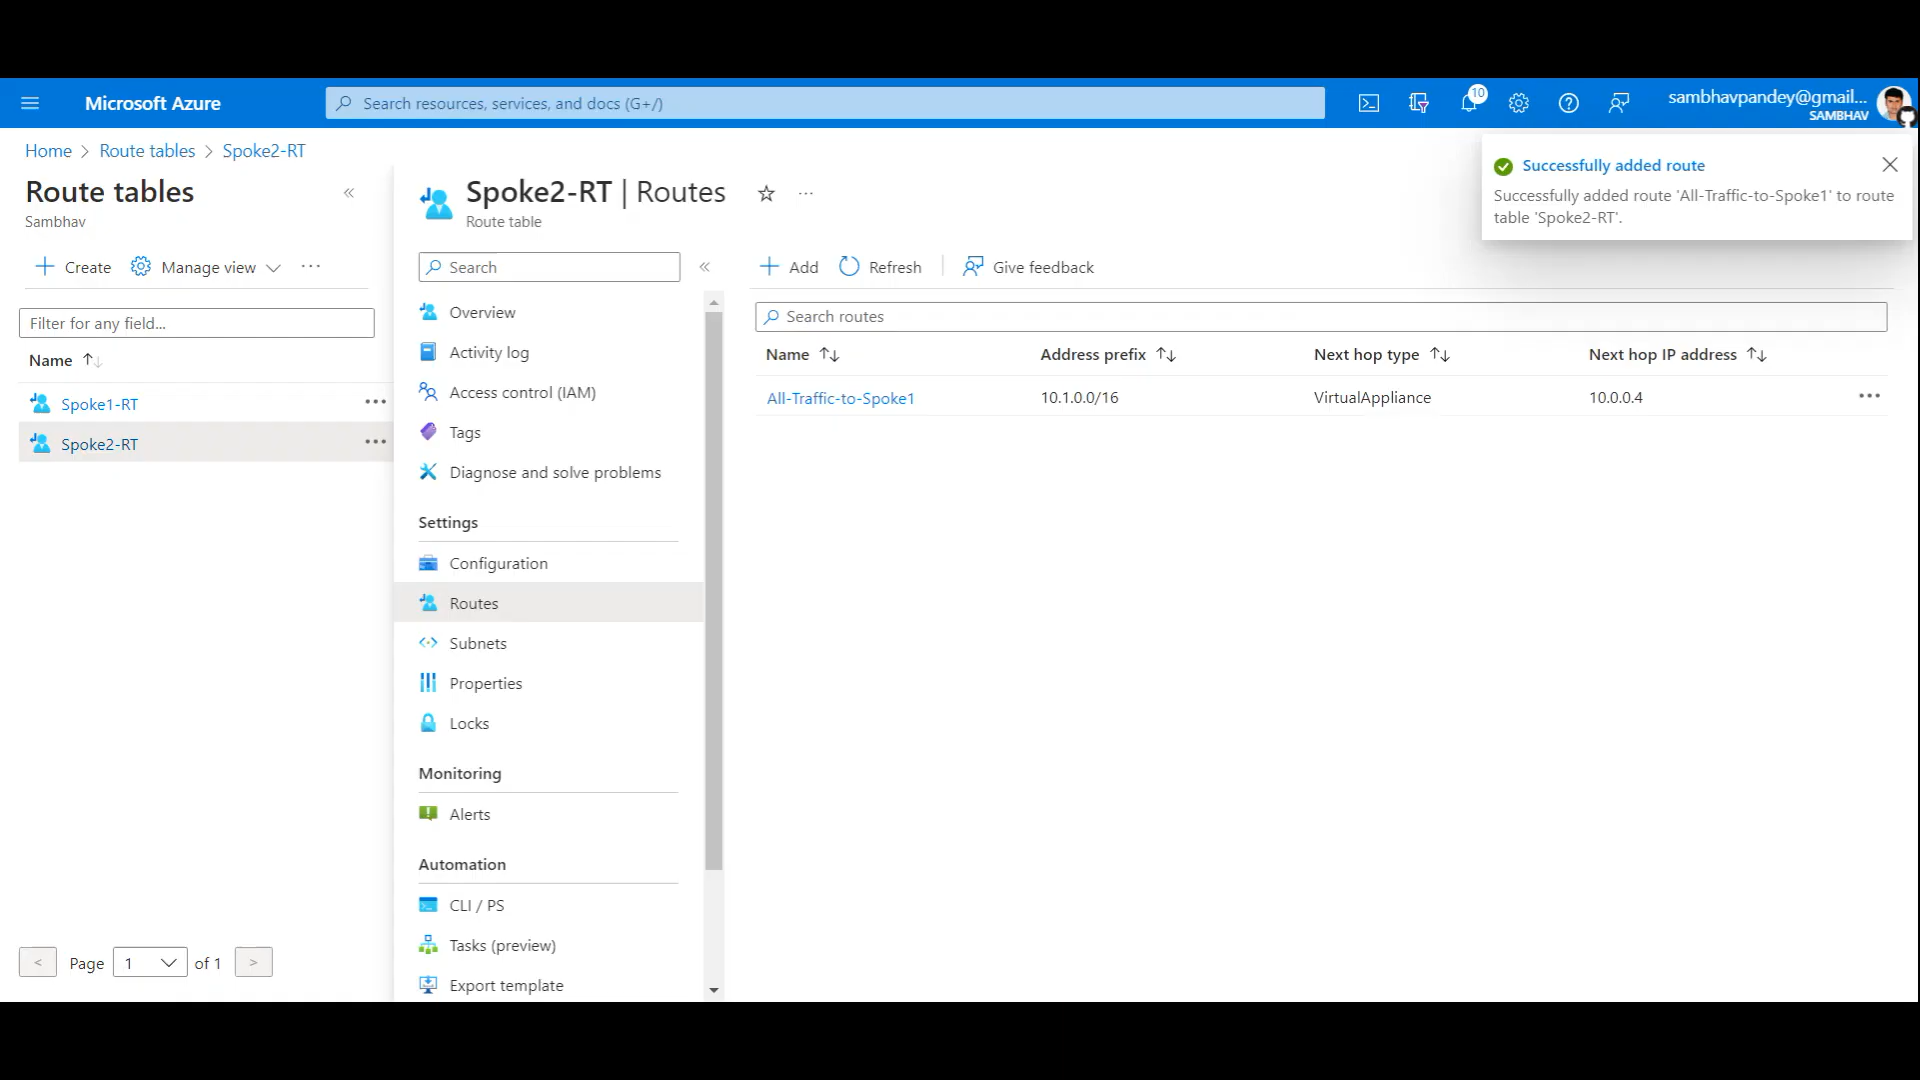 Microsoft Azure
Search resources, services, and docs (G+/)
10
sambhavpandey@gmail...
SAMBHAV
Home > Route tables > Spoke2-RT
Successfully added route
Successfully added route 'All-Traffic-to-Spoke1' to route
table 'Spoke2-RT'.
Route tables
Sambhav
Create
Manage view
Filter for any field...
Name
Spoke1-RT
Spoke2-RT
< Page 1 of 1 >
Spoke2-RT | Routes
Route table
Search
Overview
Activity log
Access control (IAM)
Tags
Diagnose and solve problems
Settings
Configuration
Routes
Subnets
Properties
Locks
Monitoring
Alerts
Automation
CLI / PS
Tasks (preview)
Export template
Add
Refresh
Give feedback
Search routes
Name Address prefix Next hop type Next hop IP address
All-Traffic-to-Spoke1 10.1.0.0/16 VirtualAppliance 10.0.0.4